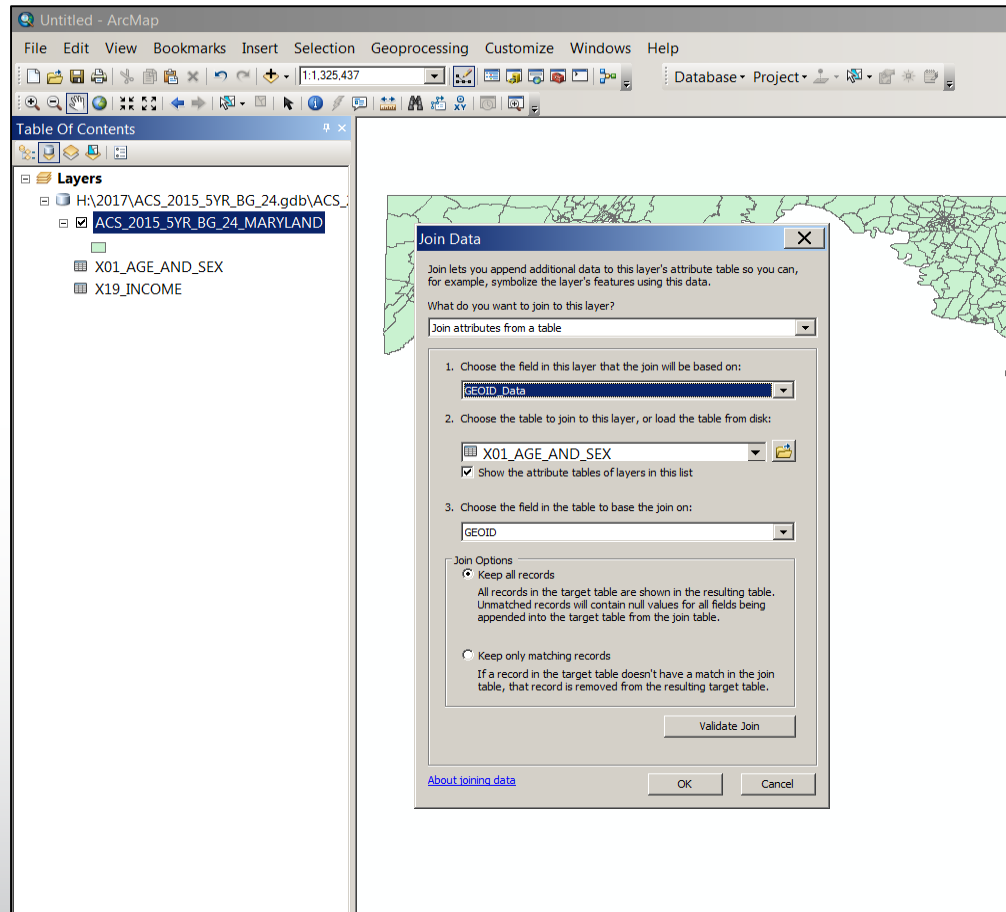 Untitled - ArcMap
File Edit View Bookmarks Insert Selection Geoprocessing Customize Windows Help
1:1,325,437
Database Project
XY
Table Of Contents
Layers
H:\2017\ACS_2015_5YR_BG_24.gdb\ACS_
ACS_2015_5YR_BG_24_MARYLAND
X01_AGE_AND_SEX
X19_INCOME
Join Data
Join lets you append additional data to this layer's attribute table so you can,
for example, symbolize the layer's features using this data.
What do you want to join to this layer?
Join attributes from a table
1. Choose the field in this layer that the join will be based on:
GEOID_Data
2. Choose the table to join to this layer, or load the table from disk:
X01_AGE_AND_SEX
Show the attribute tables of layers in this list
3. Choose the field in the table to base the join on:
GEOID
Join Options
Keep all records
All records in the target table are shown in the resulting table.
Unmatched records will contain null values for all fields being
appended into the target table from the join table.
Keep only matching records
If a record in the target table doesn't have a match in the join
table, that record is removed from the resulting target table.
Validate Join
About joining data
OK
Cancel